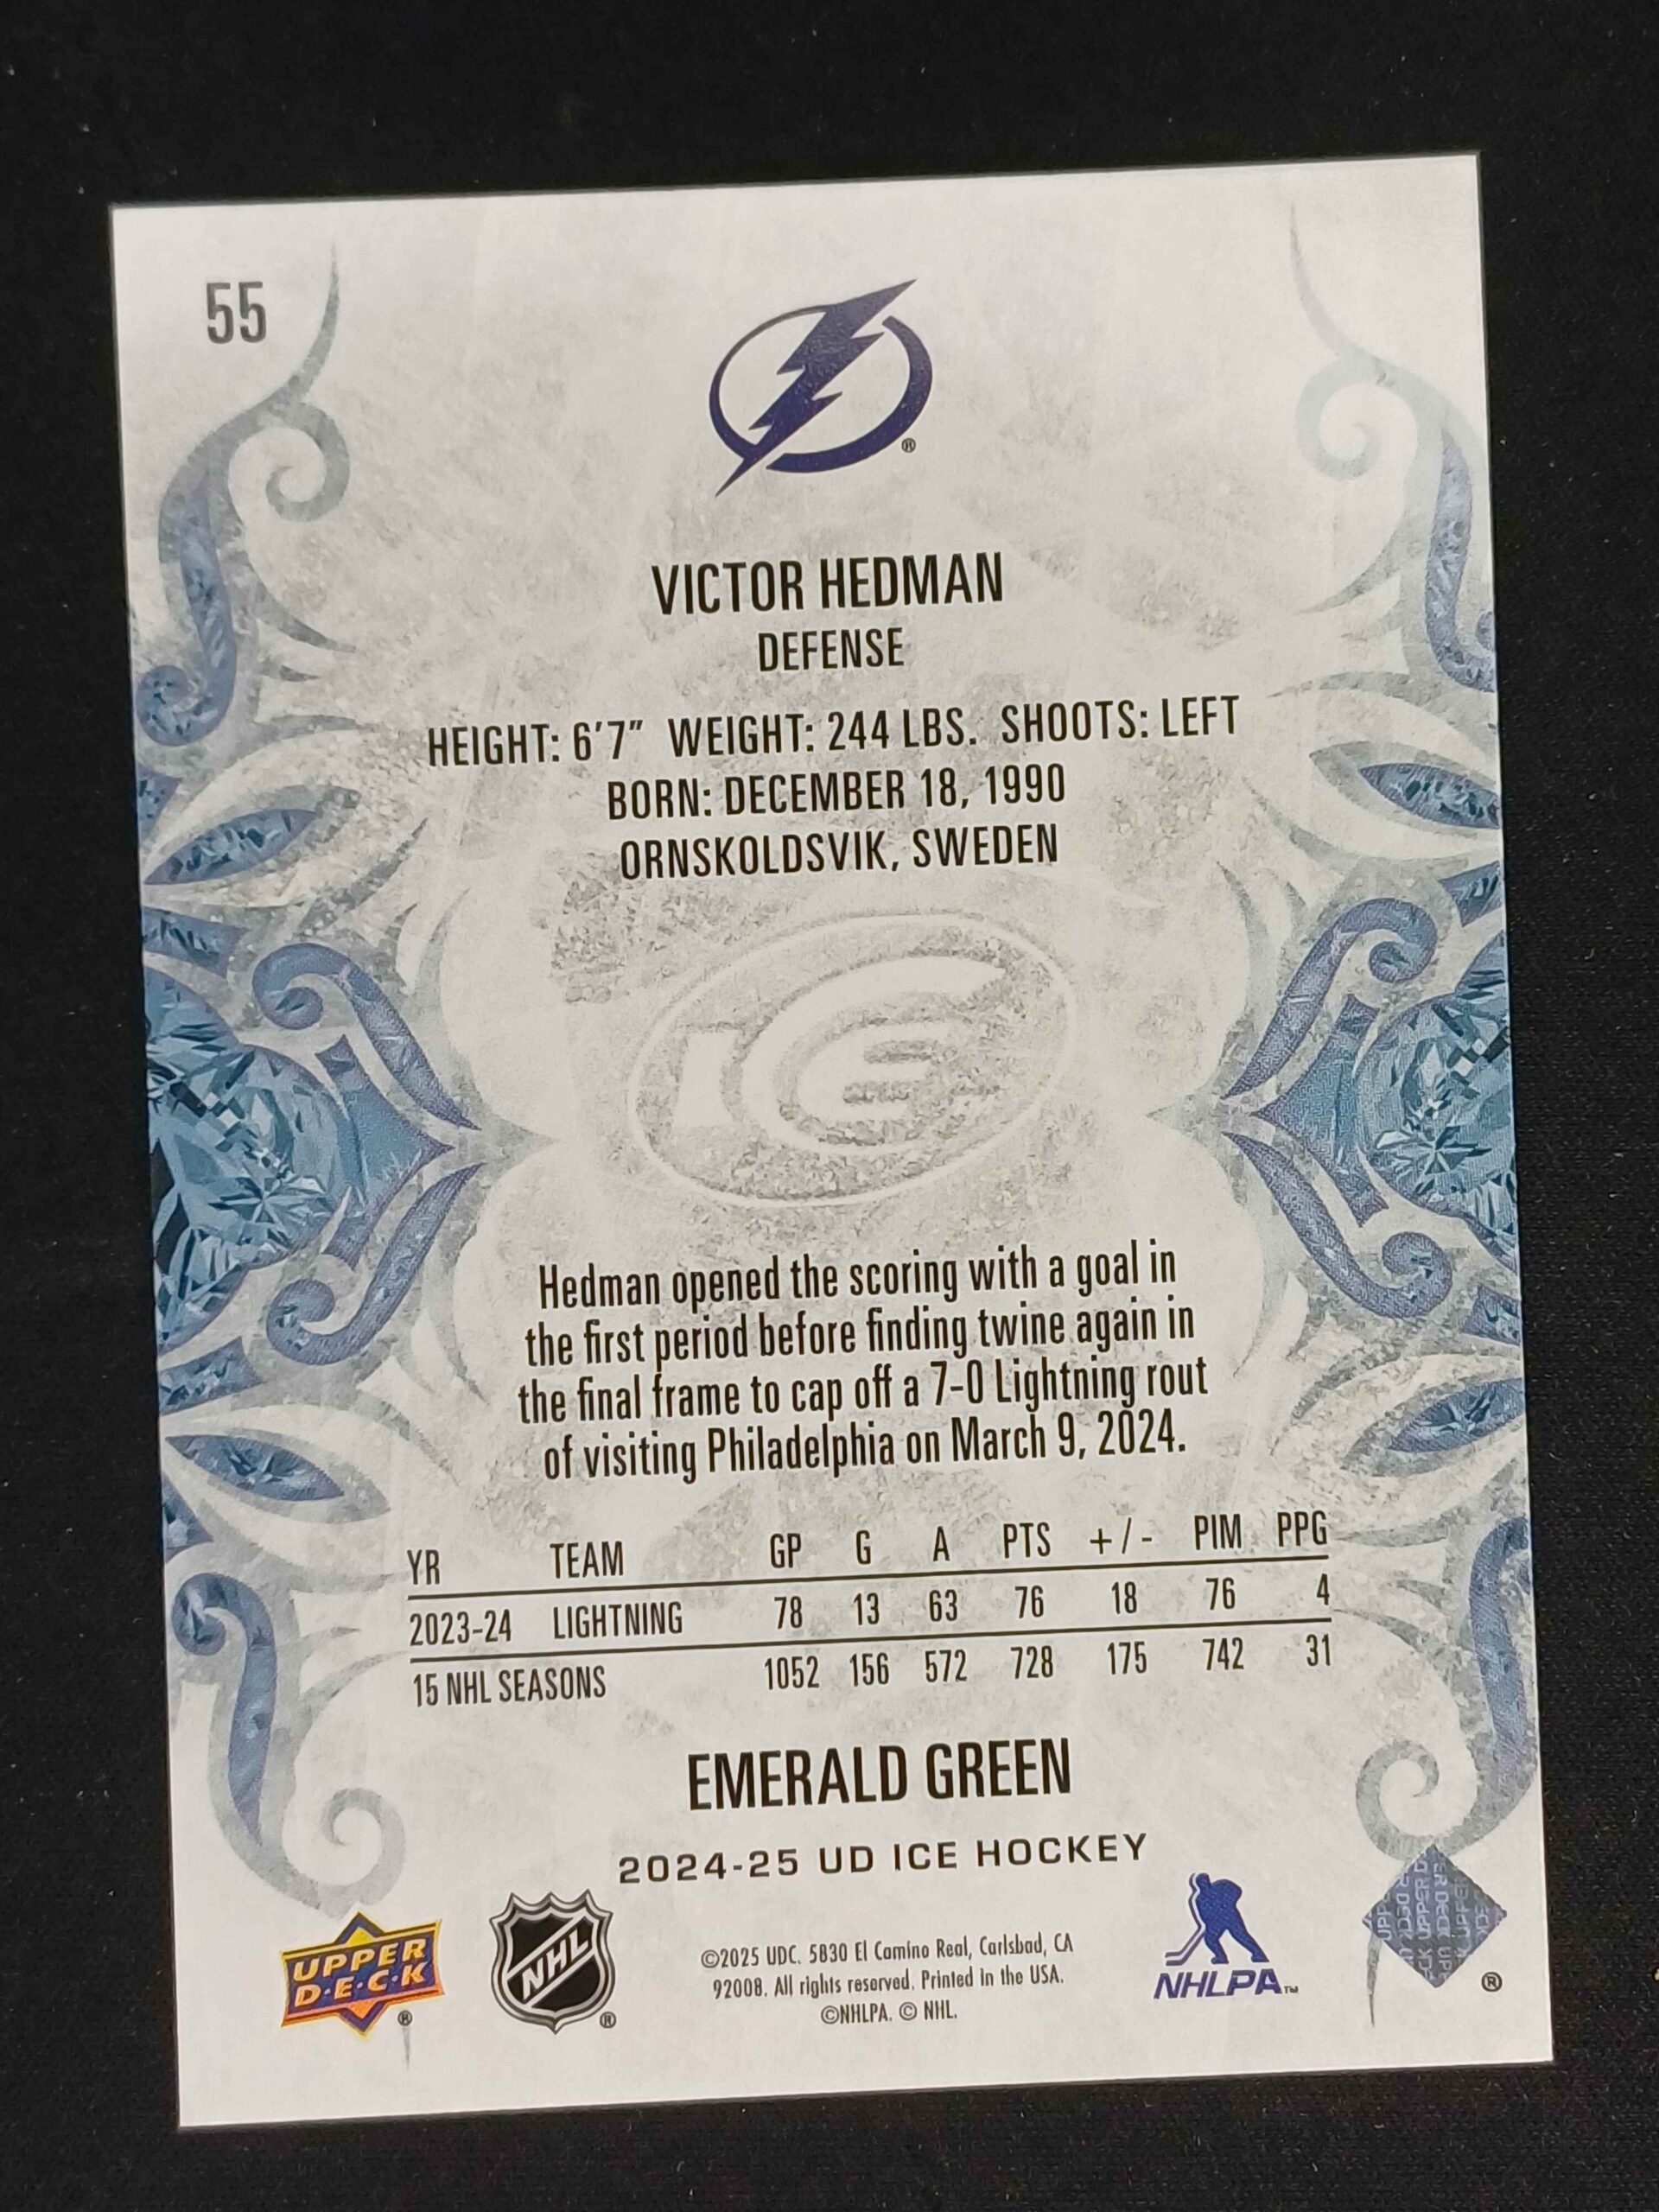 55
®
VICTOR HEDMAN
DEFENSE
HEIGHT: 6'7" WEIGHT: 244 LBS. SHOOTS: LEFT
BORN: DECEMBER 18, 1990
ORNSKOLDSVIK, SWEDEN
ICE
Hedman opened the scoring with a goal in
the first period before finding twine again in
the final frame to cap off a 7-0 Lightning rout
of visiting Philadelphia on March 9, 2024.
YR TEAM GP G A PTS +/- PIM PPG
2023-24 LIGHTNING 78 13 63 76 18 76 4
15 NHL SEASONS 1052 156 572 728 175 742 31
EMERALD GREEN
2024-25 UD ICE HOCKEY
UPPER
D·E·C·K
®
NHL
®
©2025 UDC. 5830 El Camino Real, Carlsbad, CA
92008. All rights reserved. Printed in the USA.
©NHLPA. © NHL.
NHLPA™
UPPER
®